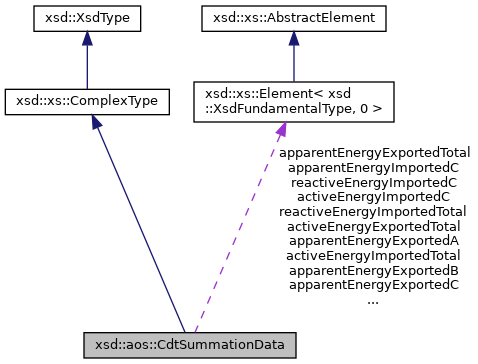 xsd::XsdType
xsd::xs::AbstractElement
xsd::xs::ComplexType
xsd::xs::Element< xsd
::XsdFundamentalType, 0 >
apparentEnergyExportedTotal
apparentEnergyImportedC
reactiveEnergyImportedC
activeEnergyImportedC
reactiveEnergyImportedTotal
activeEnergyExportedTotal
apparentEnergyExportedA
activeEnergyImportedTotal
apparentEnergyExportedB
apparentEnergyExportedC
...
xsd::aos::CdtSummationData